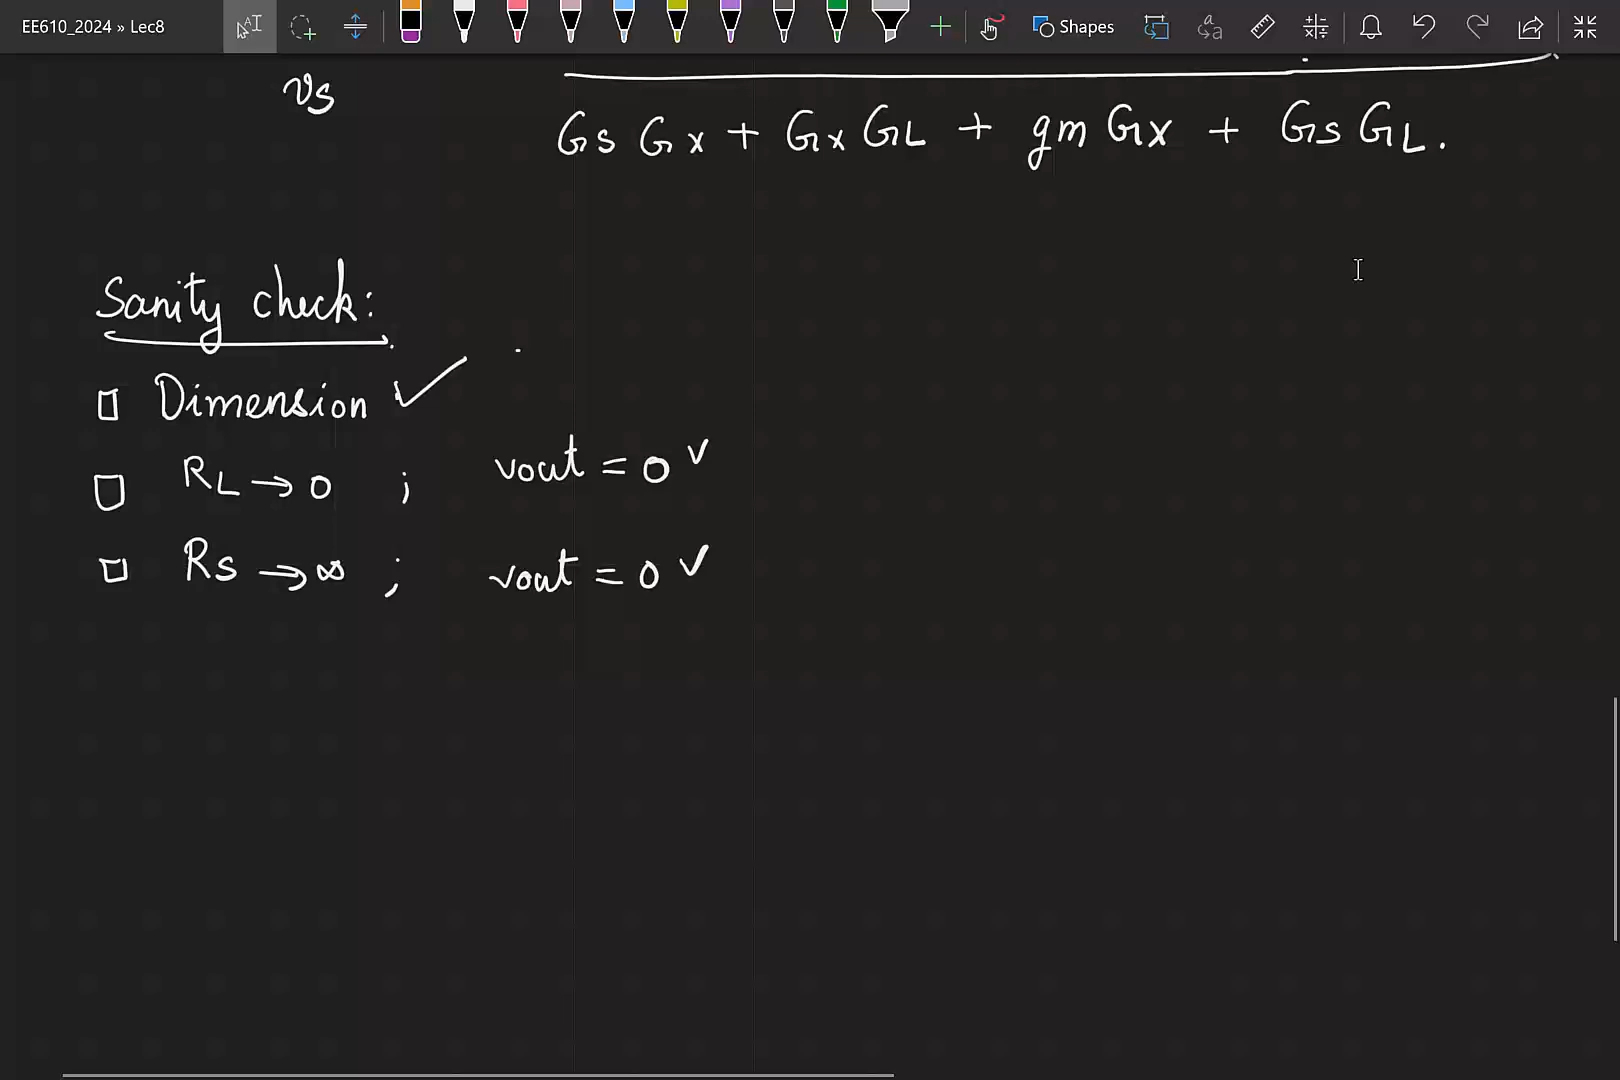 EE610_2024 » Lec8
Shapes
vs
Gs Gx + Gx GL + gm Gx + Gs GL.
Sanity check:
Dimension ✓
RL → 0 ; vout = 0 ✓
Rs → ∞ ; vout = 0 ✓